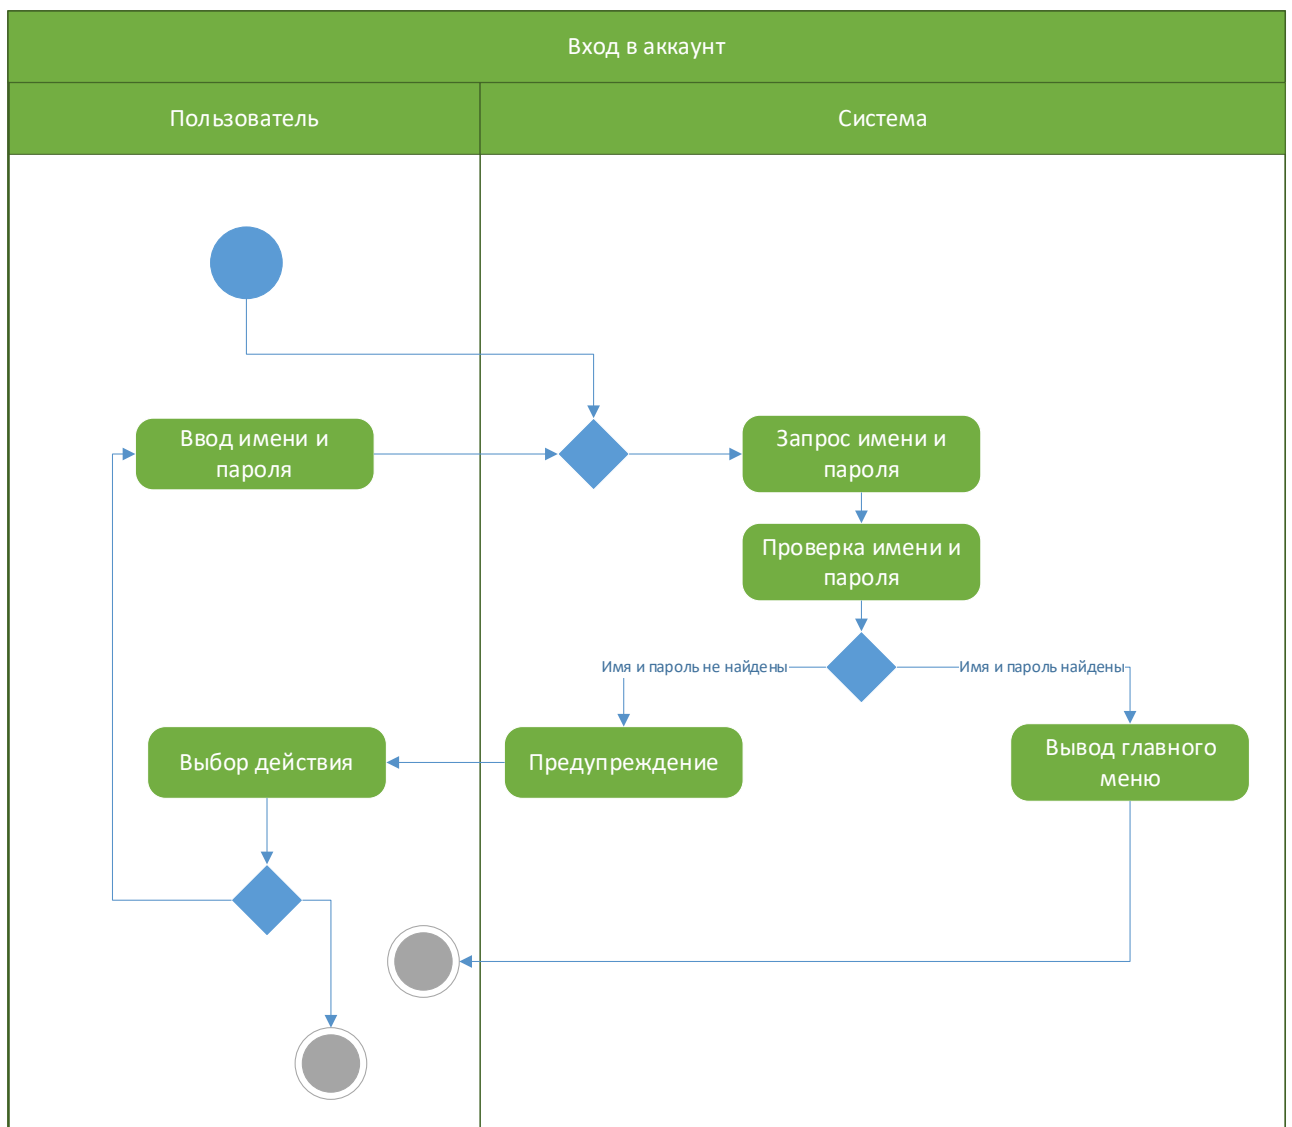 Вход в аккаунт
Пользователь
Система
Ввод имени и
пароля
Запрос имени и
пароля
Проверка имени и
пароля
Имя и пароль не найдены
Имя и пароль найдены
Выбор действия
Предупреждение
Вывод главного
меню